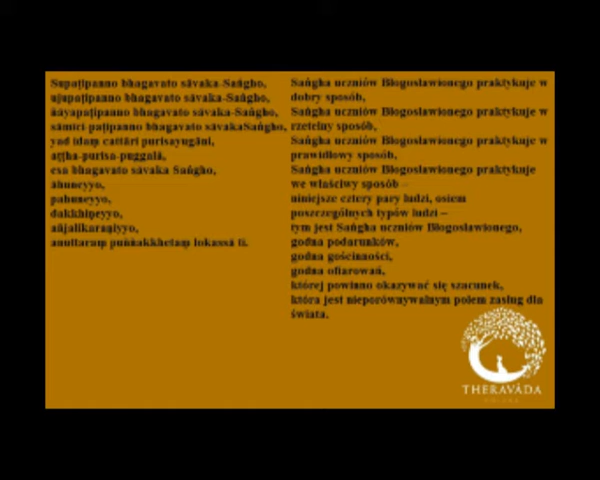 Supaṭipanno bhagavato sāvaka-Saṅgho,
ujupaṭipanno bhagavato sāvaka-Saṅgho,
ñāyapaṭipanno bhagavato sāvaka-Saṅgho,
sāmīci-paṭipanno bhagavato sāvakaSaṅgho,
yad idaṃ cattāri purisayugāni,
aṭṭha-purisa-puggalā,
esa bhagavato sāvaka Saṅgho,
āhuneyyo,
pahuneyyo,
dakkhiṇeyyo,
añjalikaraṇiyyo,
anuttaraṃ puññakkhetaṃ lokassā ti.
Saṅgha uczniów Błogosławionego praktykuje w
dobry sposób,
Saṅgha uczniów Błogosławionego praktykuje w
rzetelny sposób,
Saṅgha uczniów Błogosławionego praktykuje w
prawidłowy sposób,
Saṅgha uczniów Błogosławionego praktykuje
we właściwy sposób –
niniejsze cztery pary ludzi, osiem
poszczególnych typów ludzi –
tym jest Saṅgha uczniów Błogosławionego,
godna podarunków,
godna gościnności,
godna ofiarowań,
której powinno okazywać się szacunek,
która jest nieporównywalnym polem zasług dla
świata.
THERAVĀDA